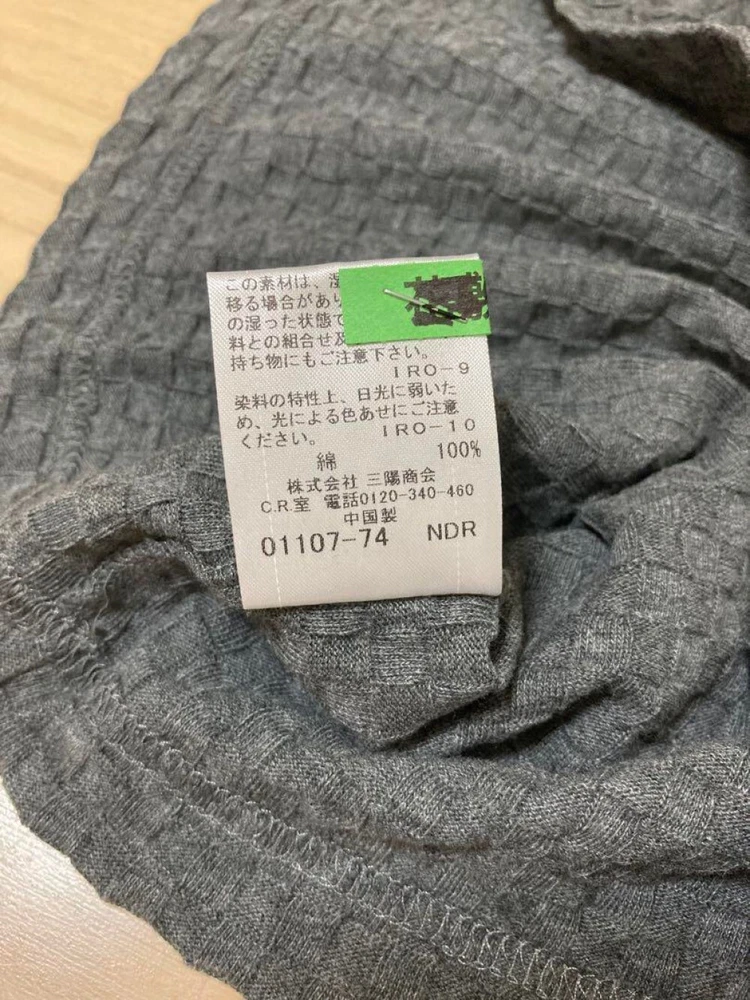 この素材は、湿
移る場合があり
の湿った状態で
料との組合せ及
持ち物にもご注意下さい。
IRO-9
染料の特性上、日光に弱いた
め、光による色あせにご注意
ください。 IRO-10
綿 100%
株式会社 三陽商会
C.R.室 電話0120-340-460
中国製
01107-74 NDR